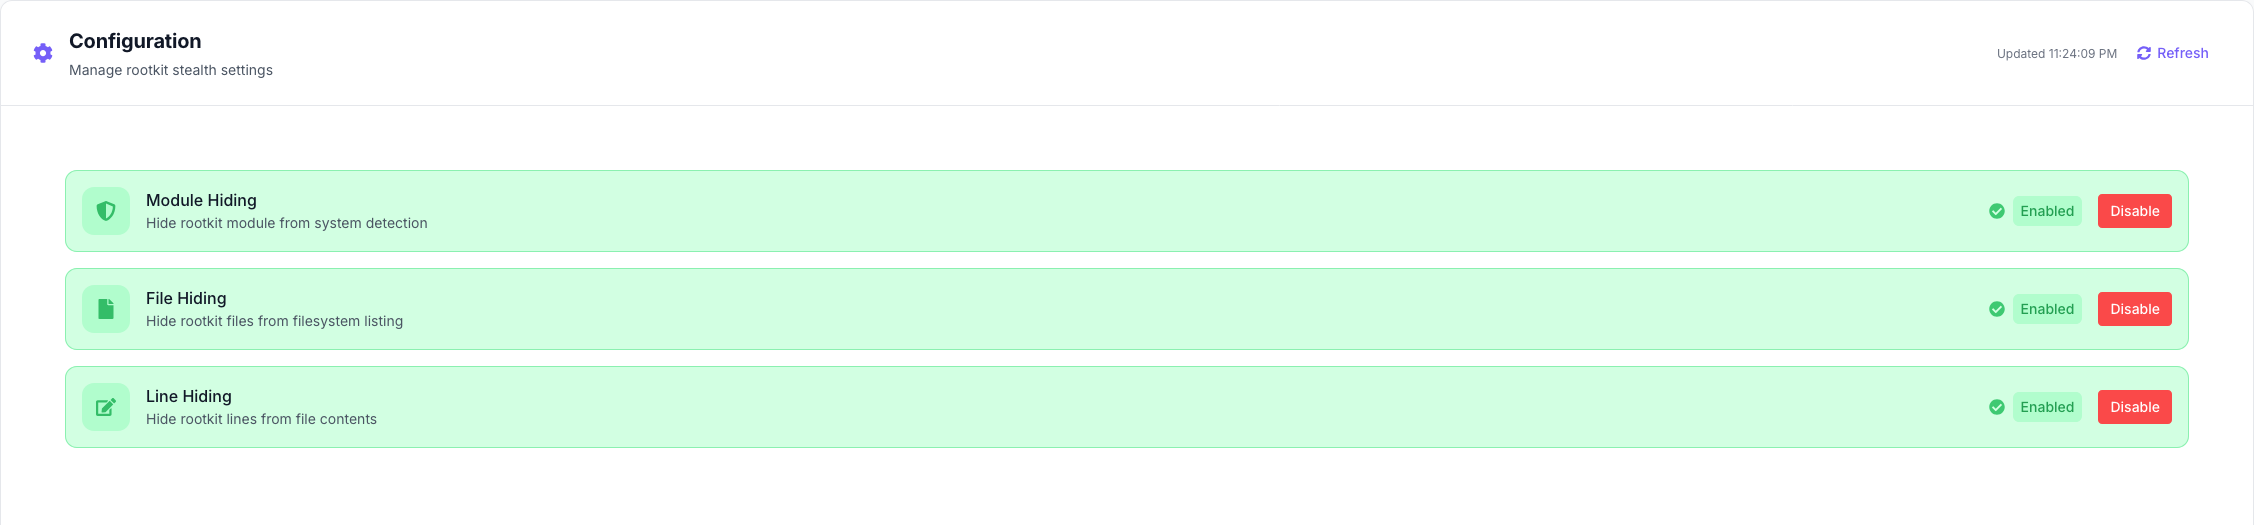 Configuration
Manage rootkit stealth settings
Updated 11:24:09 PM
Refresh
Module Hiding
Hide rootkit module from system detection
Enabled
Disable
File Hiding
Hide rootkit files from filesystem listing
Enabled
Disable
Line Hiding
Hide rootkit lines from file contents
Enabled
Disable